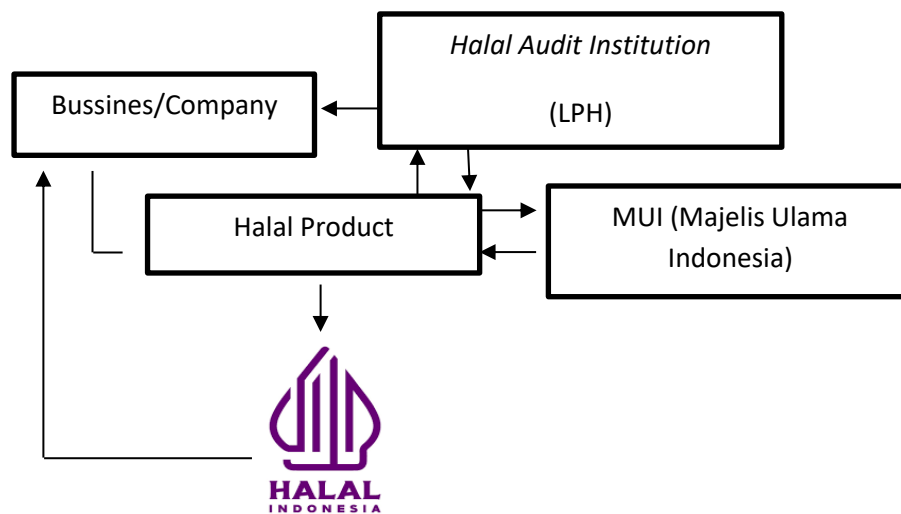 Halal Audit Institution
(LPH)
Bussines/Company
Halal Product
MUI (Majelis Ulama
Indonesia)
HALAL
INDONESIA